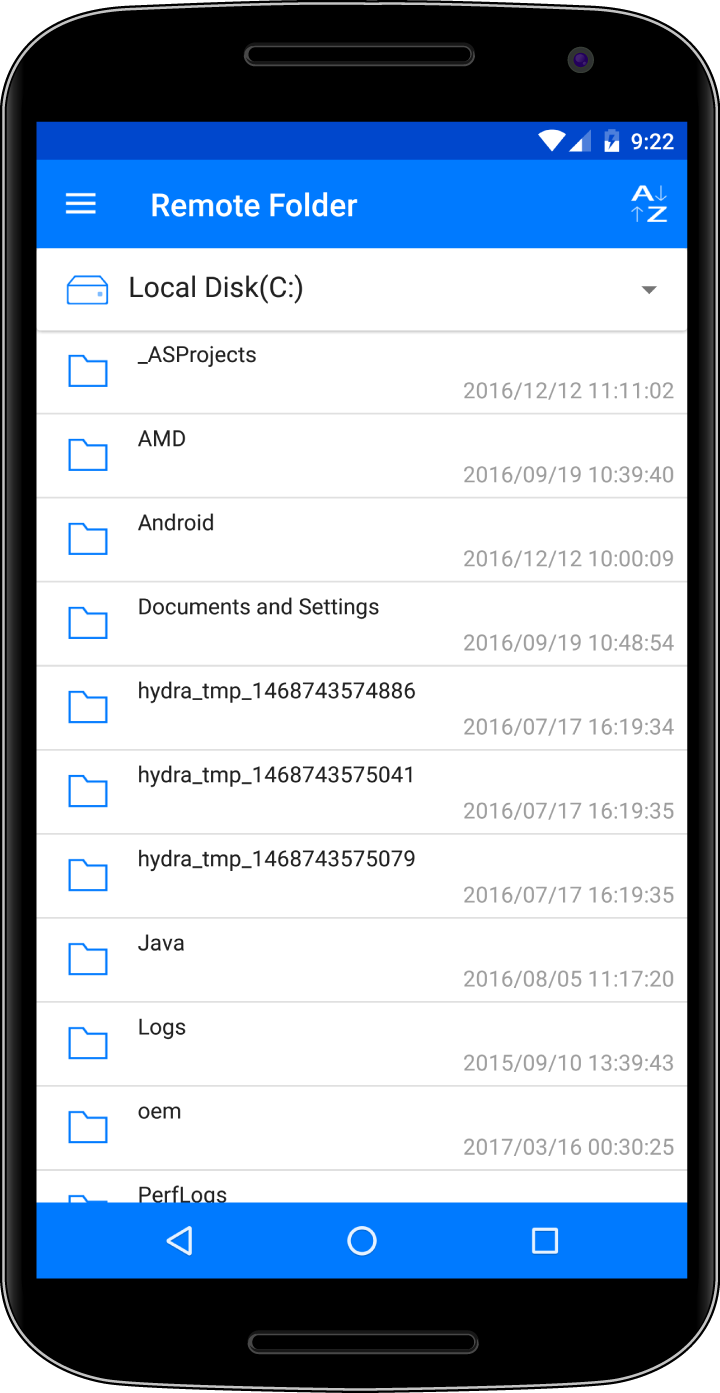 9:22
Remote Folder
A
Z
Local Disk(C:)
_ASProjects
2016/12/12 11:11:02
AMD
2016/09/19 10:39:40
Android
2016/12/12 10:00:09
Documents and Settings
2016/09/19 10:48:54
hydra_tmp_1468743574886
2016/07/17 16:19:34
hydra_tmp_1468743575041
2016/07/17 16:19:35
hydra_tmp_1468743575079
2016/07/17 16:19:35
Java
2016/08/05 11:17:20
Logs
2015/09/10 13:39:43
oem
2017/03/16 00:30:25
PerfLogs